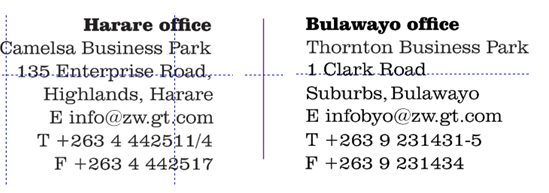 Harare office
Camelsa Business Park
135 Enterprise Road,
Highlands, Harare
E info@zw.gt.com
T +263 4 442511/4
F +263 4 442517
Bulawayo office
Thornton Business Park
1 Clark Road
Suburbs, Bulawayo
E infobyo@zw.gt.com
T +263 9 231431-5
F +263 9 231434